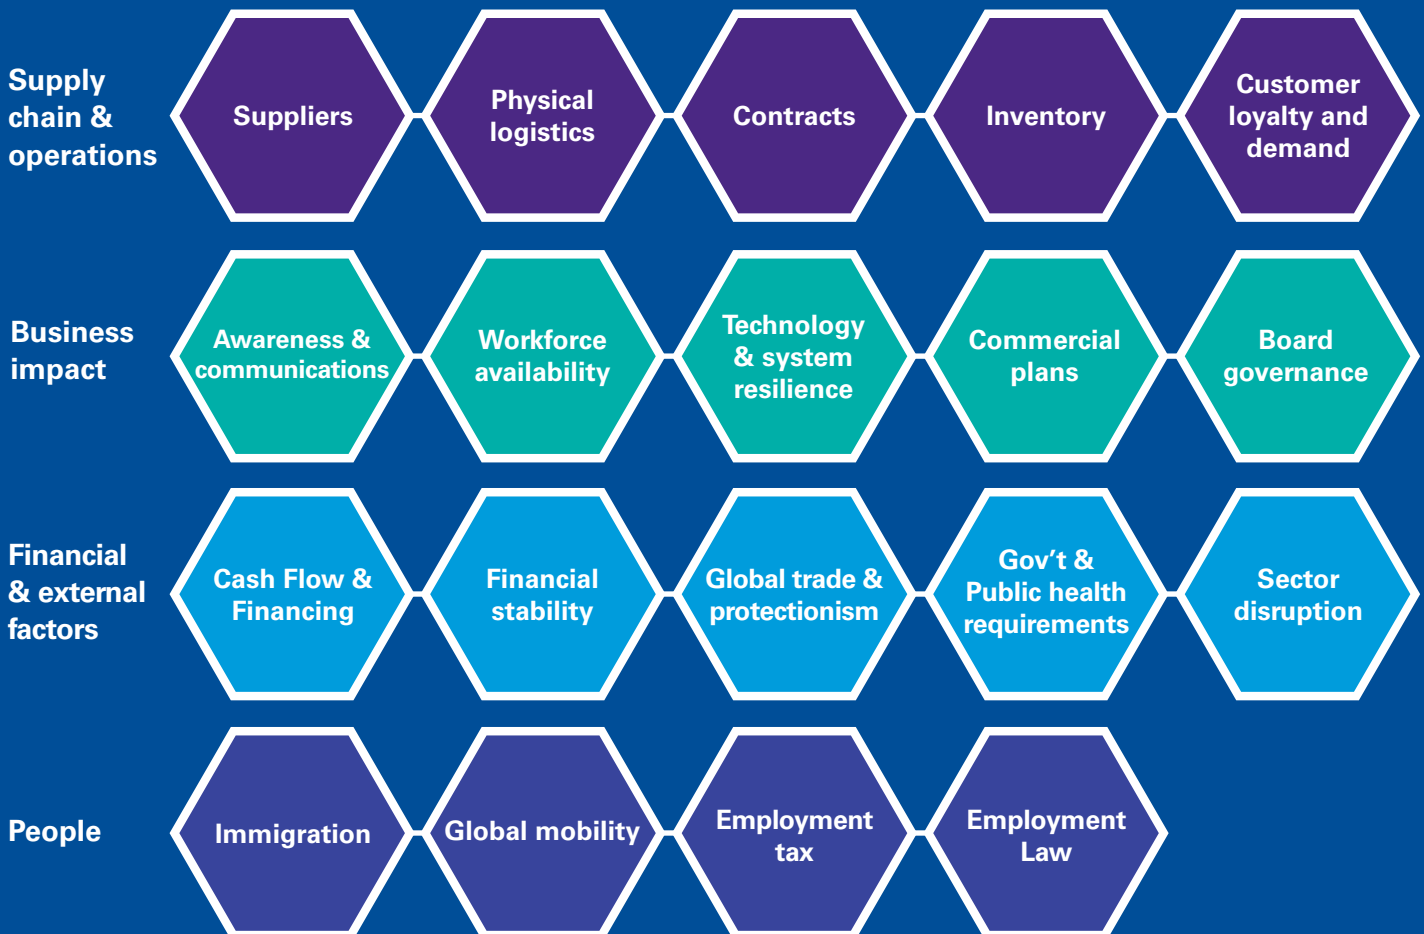 Supply
chain &
operations
Suppliers
Physical
logistics
Contracts
Inventory
Customer
loyalty and
demand
Business
impact
Awareness &
communications
Workforce
availability
Technology
& system
resilience
Commercial
plans
Board
governance
Financial
& external
factors
Cash Flow &
Financing
Financial
stability
Global trade &
protectionism
Gov’t &
Public health
requirements
Sector
disruption
People
Immigration
Global mobility
Employment
tax
Employment
Law